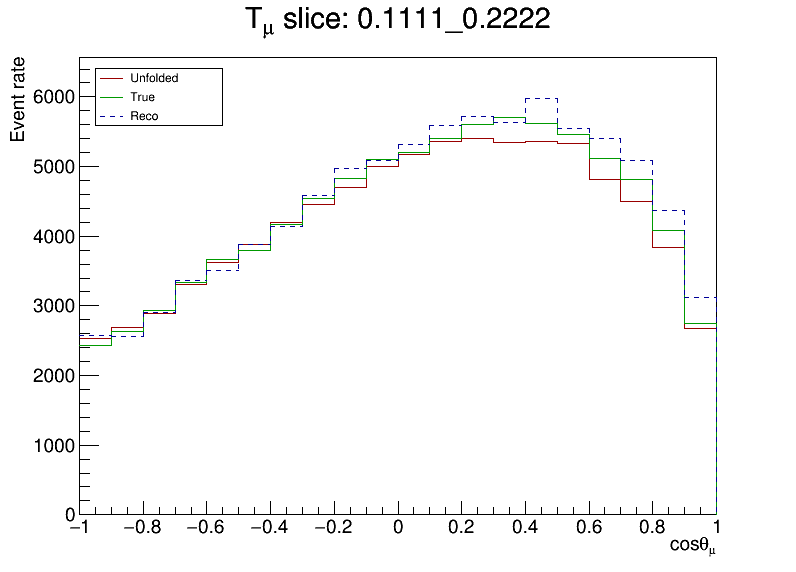 Tμ slice: 0.1111_0.2222
Event rate
Unfolded
True
Reco
6000
5000
4000
3000
2000
1000
0
−1 −0.8 −0.6 −0.4 −0.2 0 0.2 0.4 0.6 0.8 1
cosθμ